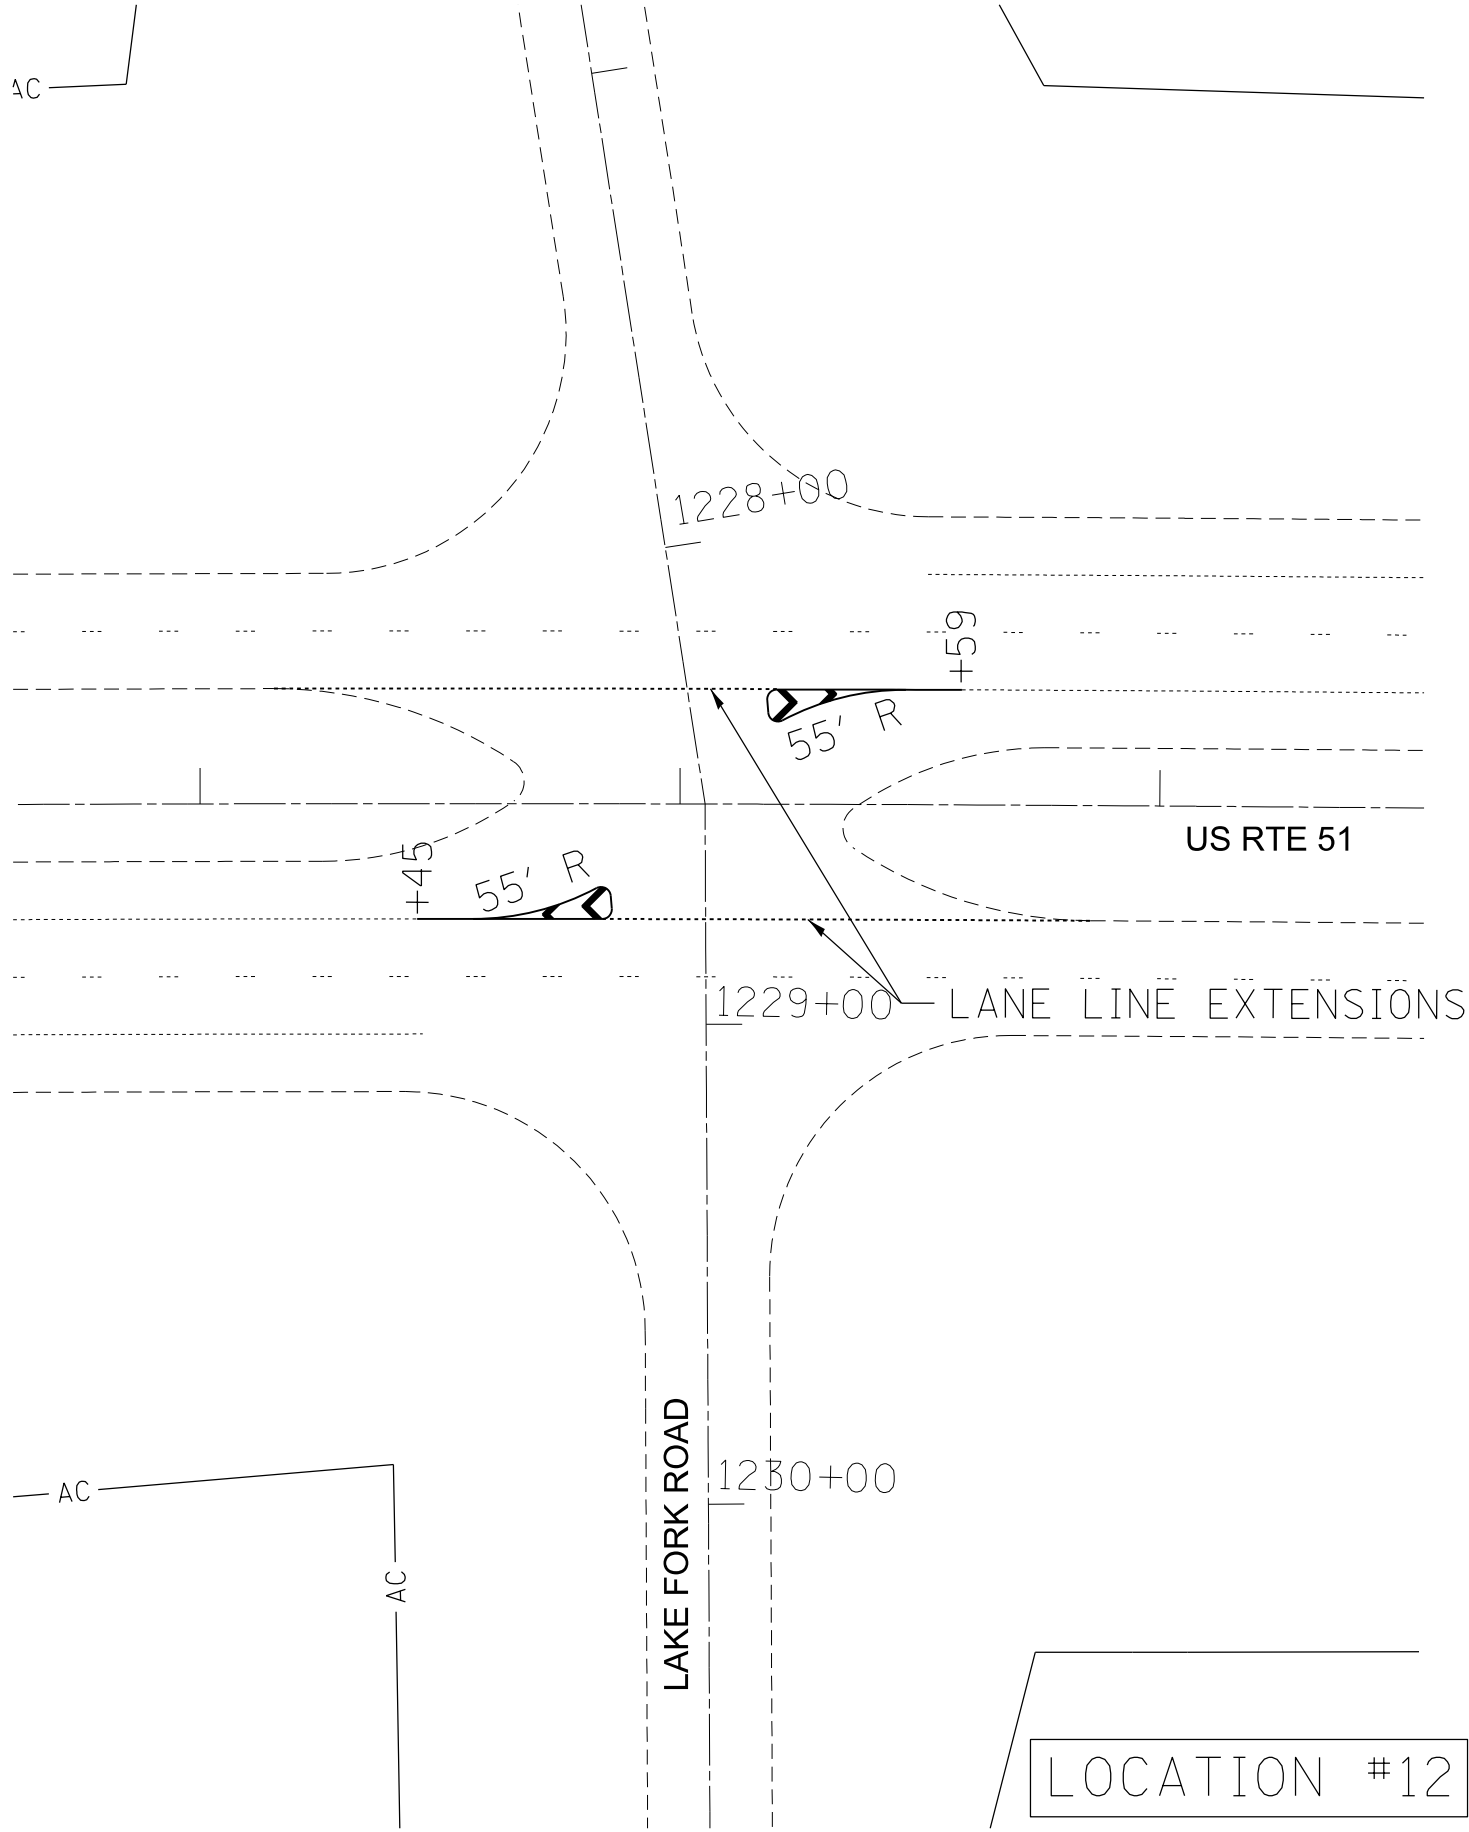 AC
1228+00
+59
55' R
US RTE 51
+45
55' R
1229+00
LANE LINE EXTENSIONS
LAKE FORK ROAD
1230+00
AC
AC
LOCATION #12